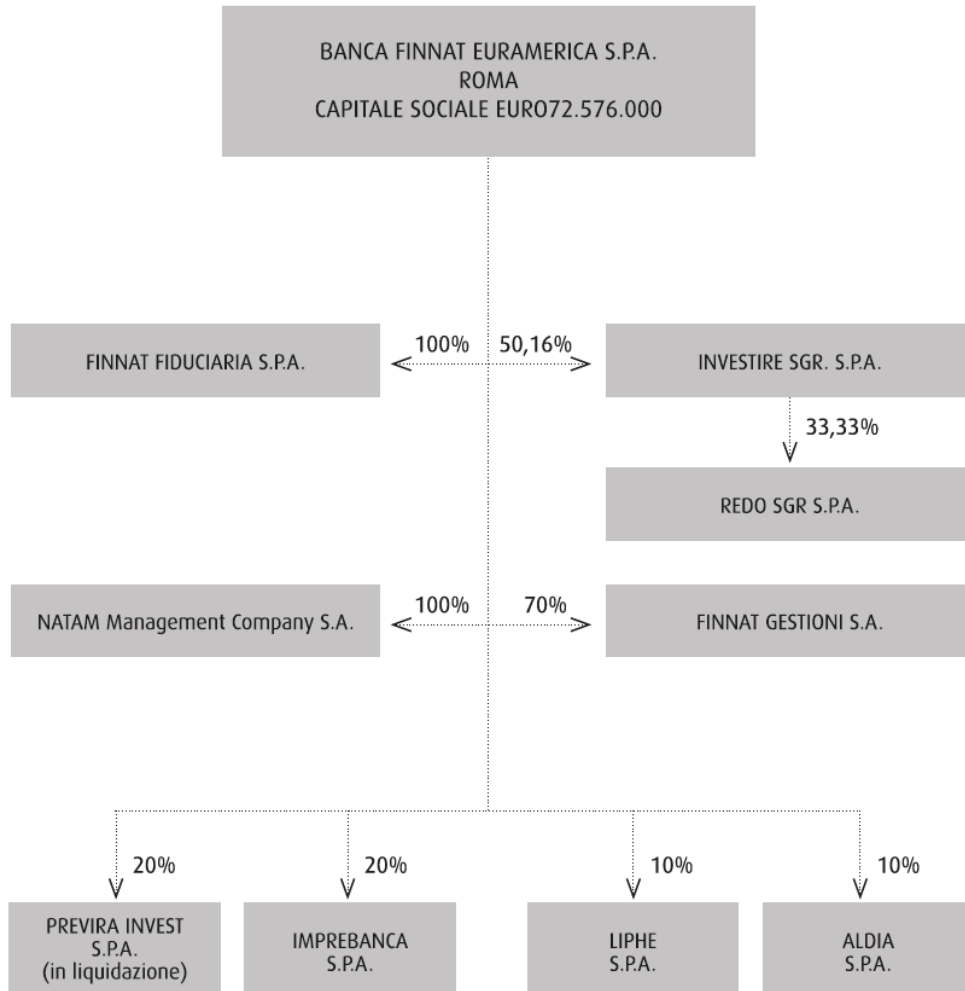 BANCA FINNAT EURAMERICA S.P.A.
ROMA
CAPITALE SOCIALE EURO72.576.000
FINNAT FIDUCIARIA S.P.A.
100%
50,16%
INVESTIRE SGR. S.P.A.
33,33%
REDO SGR S.P.A.
NATAM Management Company S.A.
100%
70%
FINNAT GESTIONI S.A.
20%
20%
10%
10%
PREVIRA INVEST
S.P.A.
(in liquidazione)
IMPREBANCA
S.P.A.
LIPHE
S.P.A.
ALDIA
S.P.A.